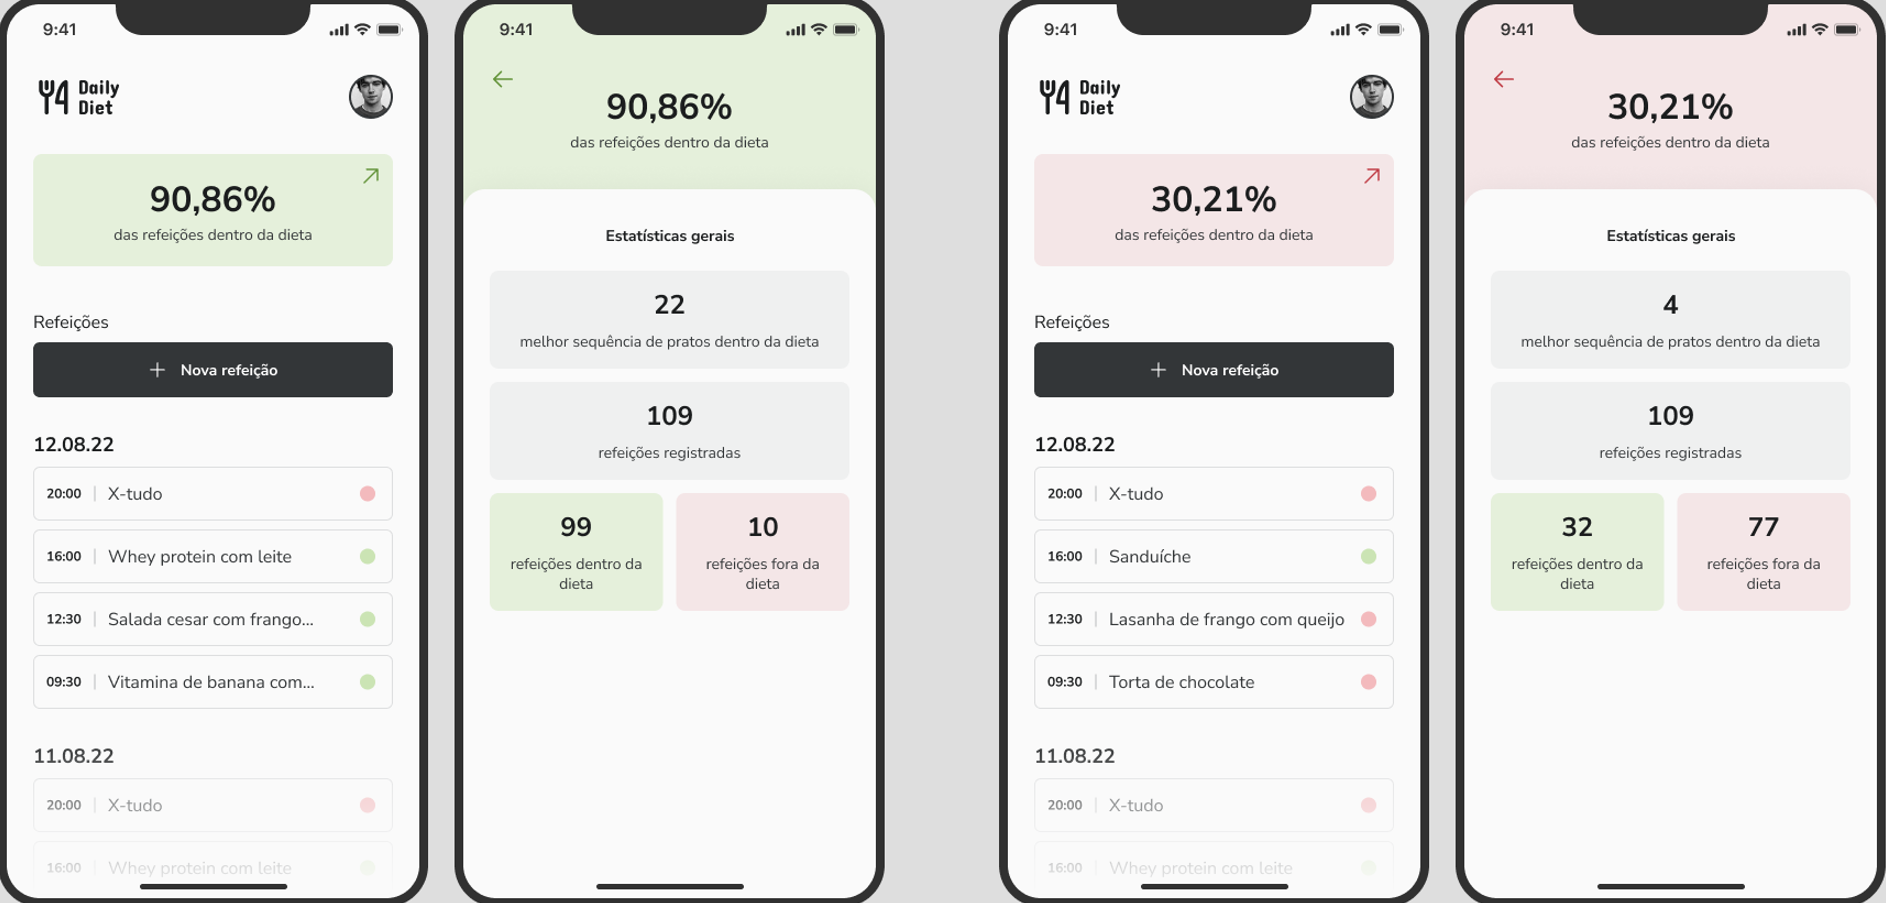 9:41
Daily
Diet
90,86%
das refeições dentro da dieta
Refeições
+ Nova refeição
12.08.22
20:00 | X-tudo
16:00 | Whey protein com leite
12:30 | Salada cesar com frango...
09:30 | Vitamina de banana com...
11.08.22
20:00 | X-tudo
16:00 | Whey protein com leite
9:41
90,86%
das refeições dentro da dieta
Estatísticas gerais
22
melhor sequência de pratos dentro da dieta
109
refeições registradas
99
refeições dentro da
dieta
10
refeições fora da
dieta
9:41
Daily
Diet
30,21%
das refeições dentro da dieta
Refeições
+ Nova refeição
12.08.22
20:00 | X-tudo
16:00 | Sanduíche
12:30 | Lasanha de frango com queijo
09:30 | Torta de chocolate
11.08.22
20:00 | X-tudo
16:00 | Whey protein com leite
9:41
30,21%
das refeições dentro da dieta
Estatísticas gerais
4
melhor sequência de pratos dentro da dieta
109
refeições registradas
32
refeições dentro da
dieta
77
refeições fora da
dieta